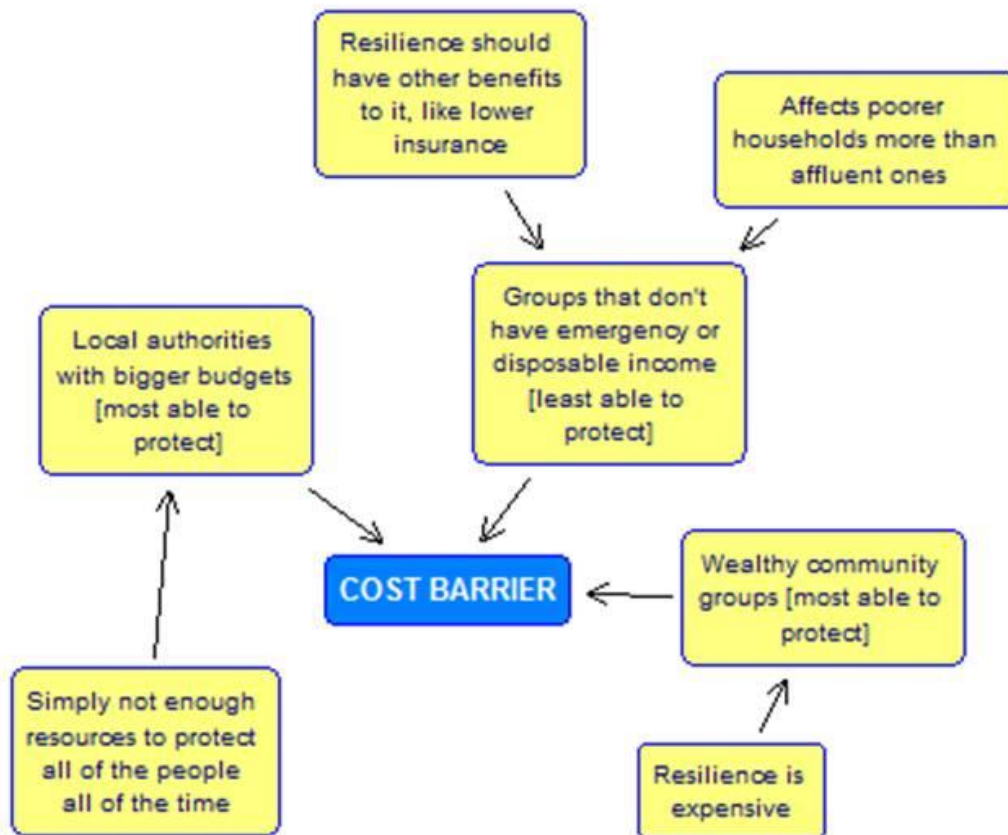 Resilience should
have other benefits
to it, like lower
insurance
Affects poorer
households more than
affluent ones
Groups that don't
have emergency or
disposable income
[least able to
protect]
Local authorities
with bigger budgets
[most able to
protect]
COST BARRIER
Wealthy community
groups [most able to
protect]
Simply not enough
resources to protect
all of the people
all of the time
Resilience is
expensive